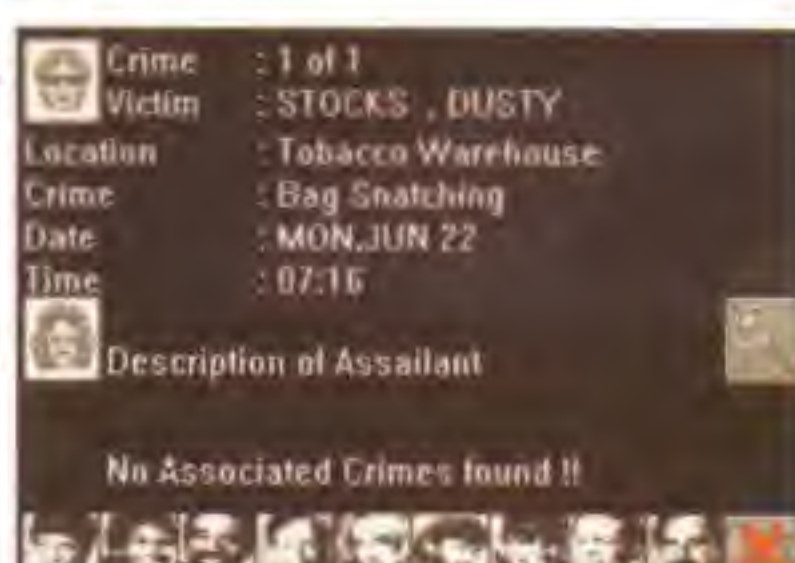 Crime : 1 of 1
Victim : STOCKS , DUSTY
Location : Tobacco Warehouse
Crime : Bag Snatching
Date : MON.JUN 22
Time : 07:16
Description of Assailant
No Associated Crimes found !!